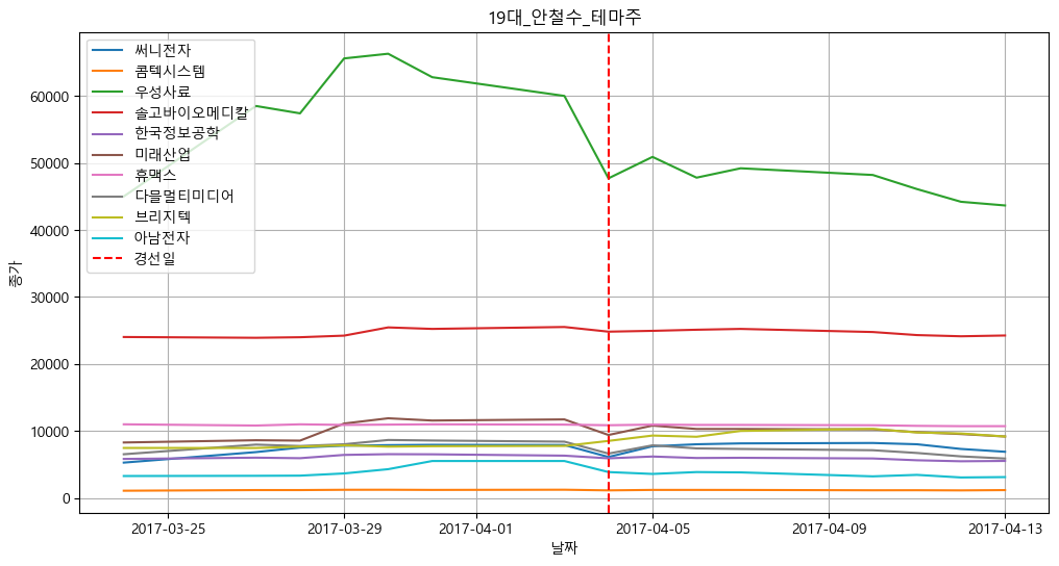 19대_안철수_테마주
써니전자
콤텍시스템
우성사료
솔고바이오메디칼
한국정보공학
미래산업
휴맥스
다믈멀티미디어
브리지텍
아남전자
경선일
종가
60000
50000
40000
30000
20000
10000
0
2017-03-25
2017-03-29
2017-04-01
2017-04-05
2017-04-09
2017-04-13
날짜